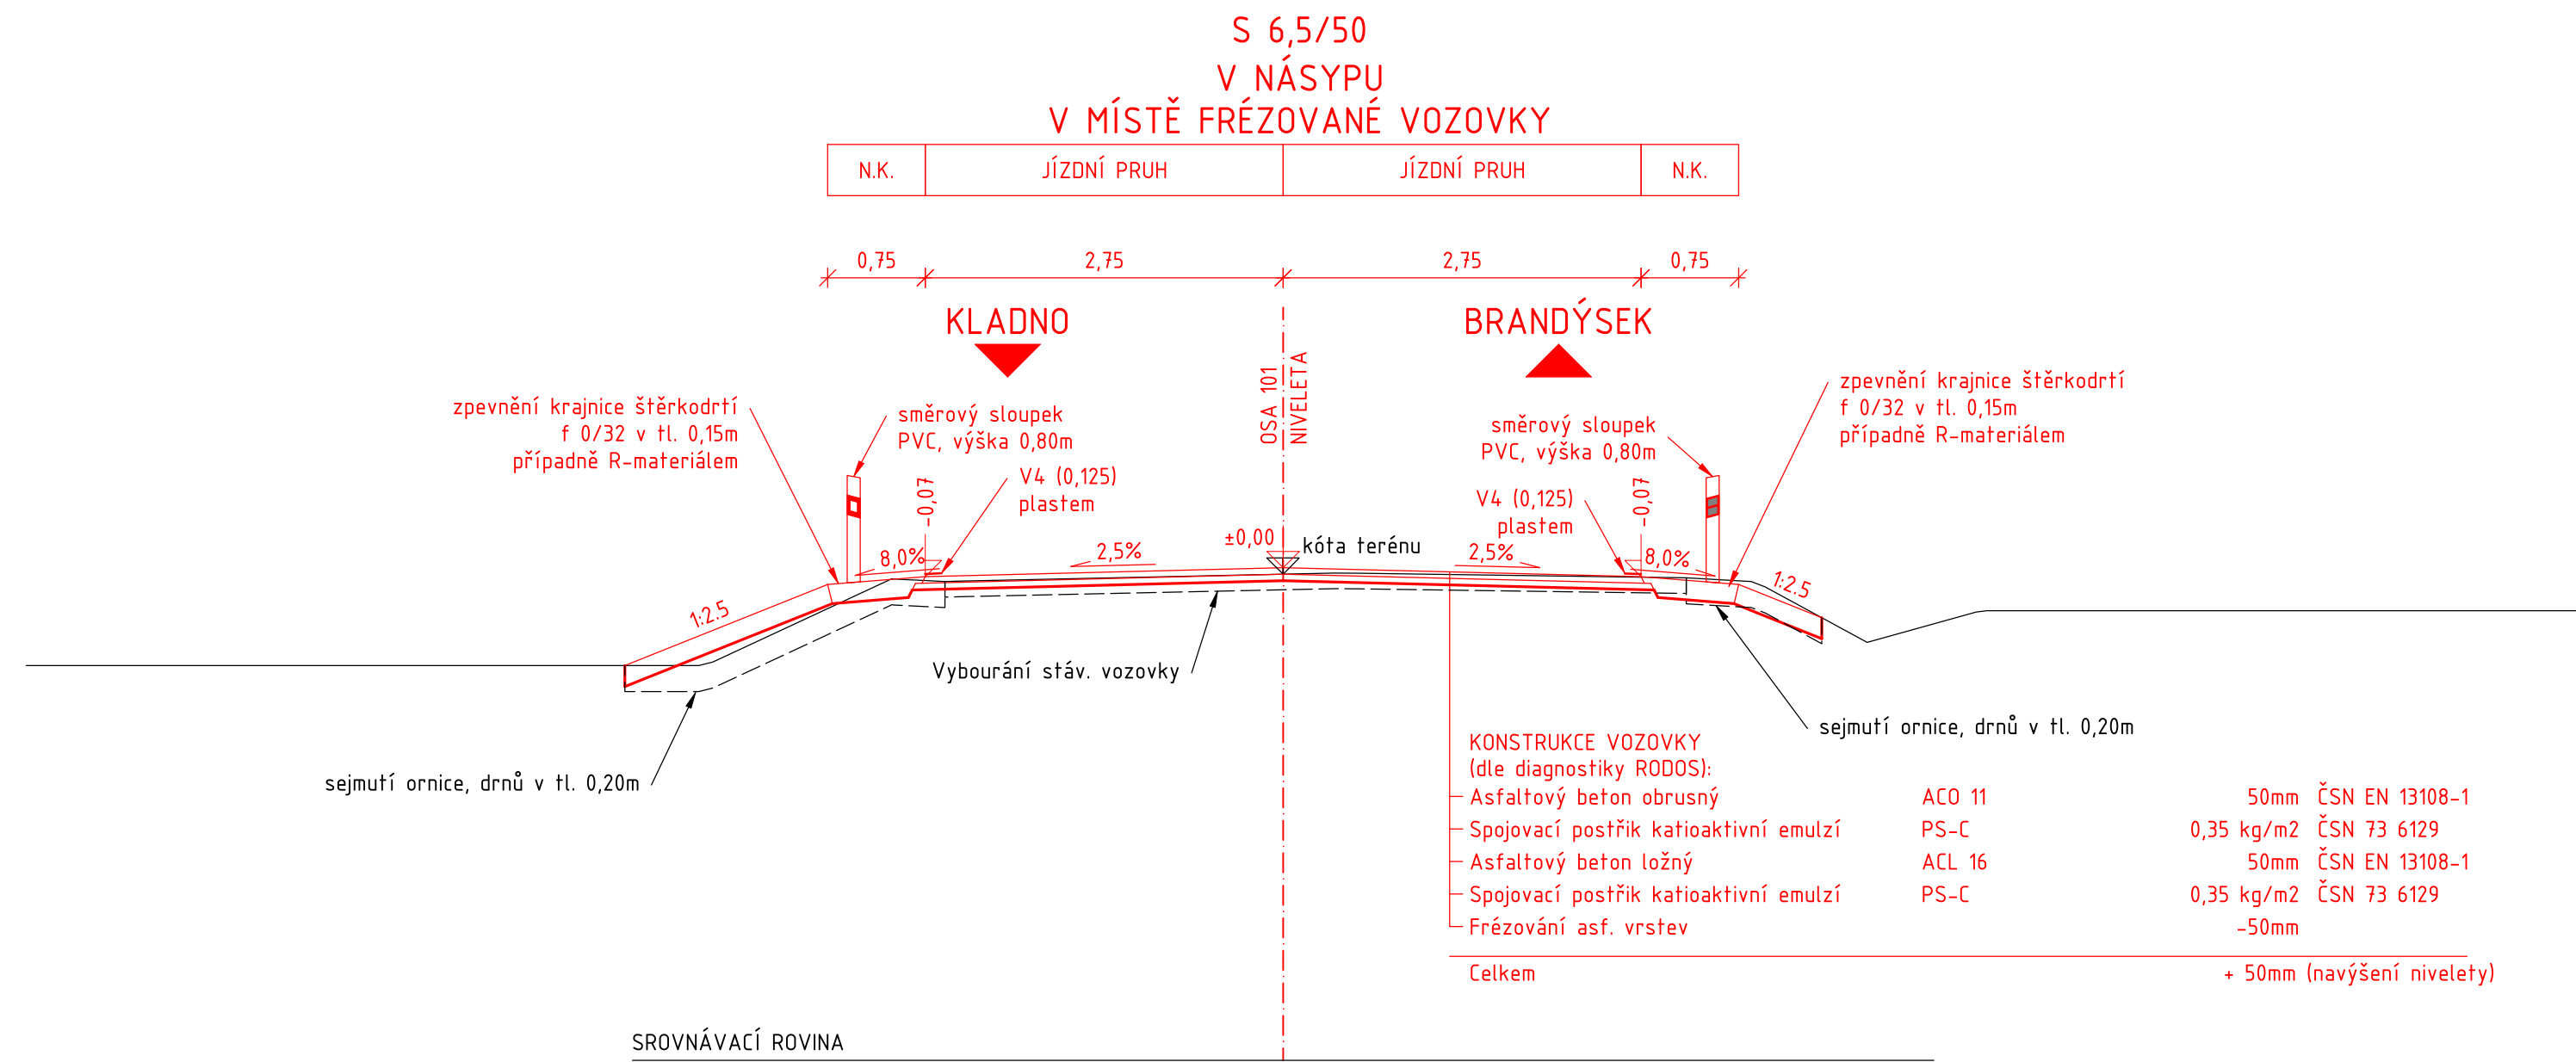 S 6,5/50
V NÁSYPU
V MÍSTĚ FRÉZOVANÉ VOZOVKY
N.K. JÍZDNÍ PRUH JÍZDNÍ PRUH N.K.
0,75 2,75 2,75 0,75
KLADNO
BRANDÝSEK
OSA 101
NIVELETA
zpevnění krajnice štěrkodrtí
f 0/32 v tl. 0,15m
případně R-materiálem
směrový sloupek
PVC, výška 0,80m
V4 (0,125)
plastem
-0,07
8,0%
2,5%
±0,00
kóta terénu
směrový sloupek
PVC, výška 0,80m
V4 (0,125)
plastem
-0,07
2,5%
8,0%
zpevnění krajnice štěrkodrtí
f 0/32 v tl. 0,15m
případně R-materiálem
1:2.5
1:2.5
Vybourání stáv. vozovky
sejmutí ornice, drnů v tl. 0,20m
sejmutí ornice, drnů v tl. 0,20m
KONSTRUKCE VOZOVKY
(dle diagnostiky RODOS):
Asfaltový beton obrusný ACO 11 50mm ČSN EN 13108-1
Spojovací postřik katioaktivní emulzí PS-C 0,35 kg/m2 ČSN 73 6129
Asfaltový beton ložný ACL 16 50mm ČSN EN 13108-1
Spojovací postřik katioaktivní emulzí PS-C 0,35 kg/m2 ČSN 73 6129
Frézování asf. vrstev -50mm
Celkem + 50mm (navýšení nivelety)
SROVNÁVACÍ ROVINA